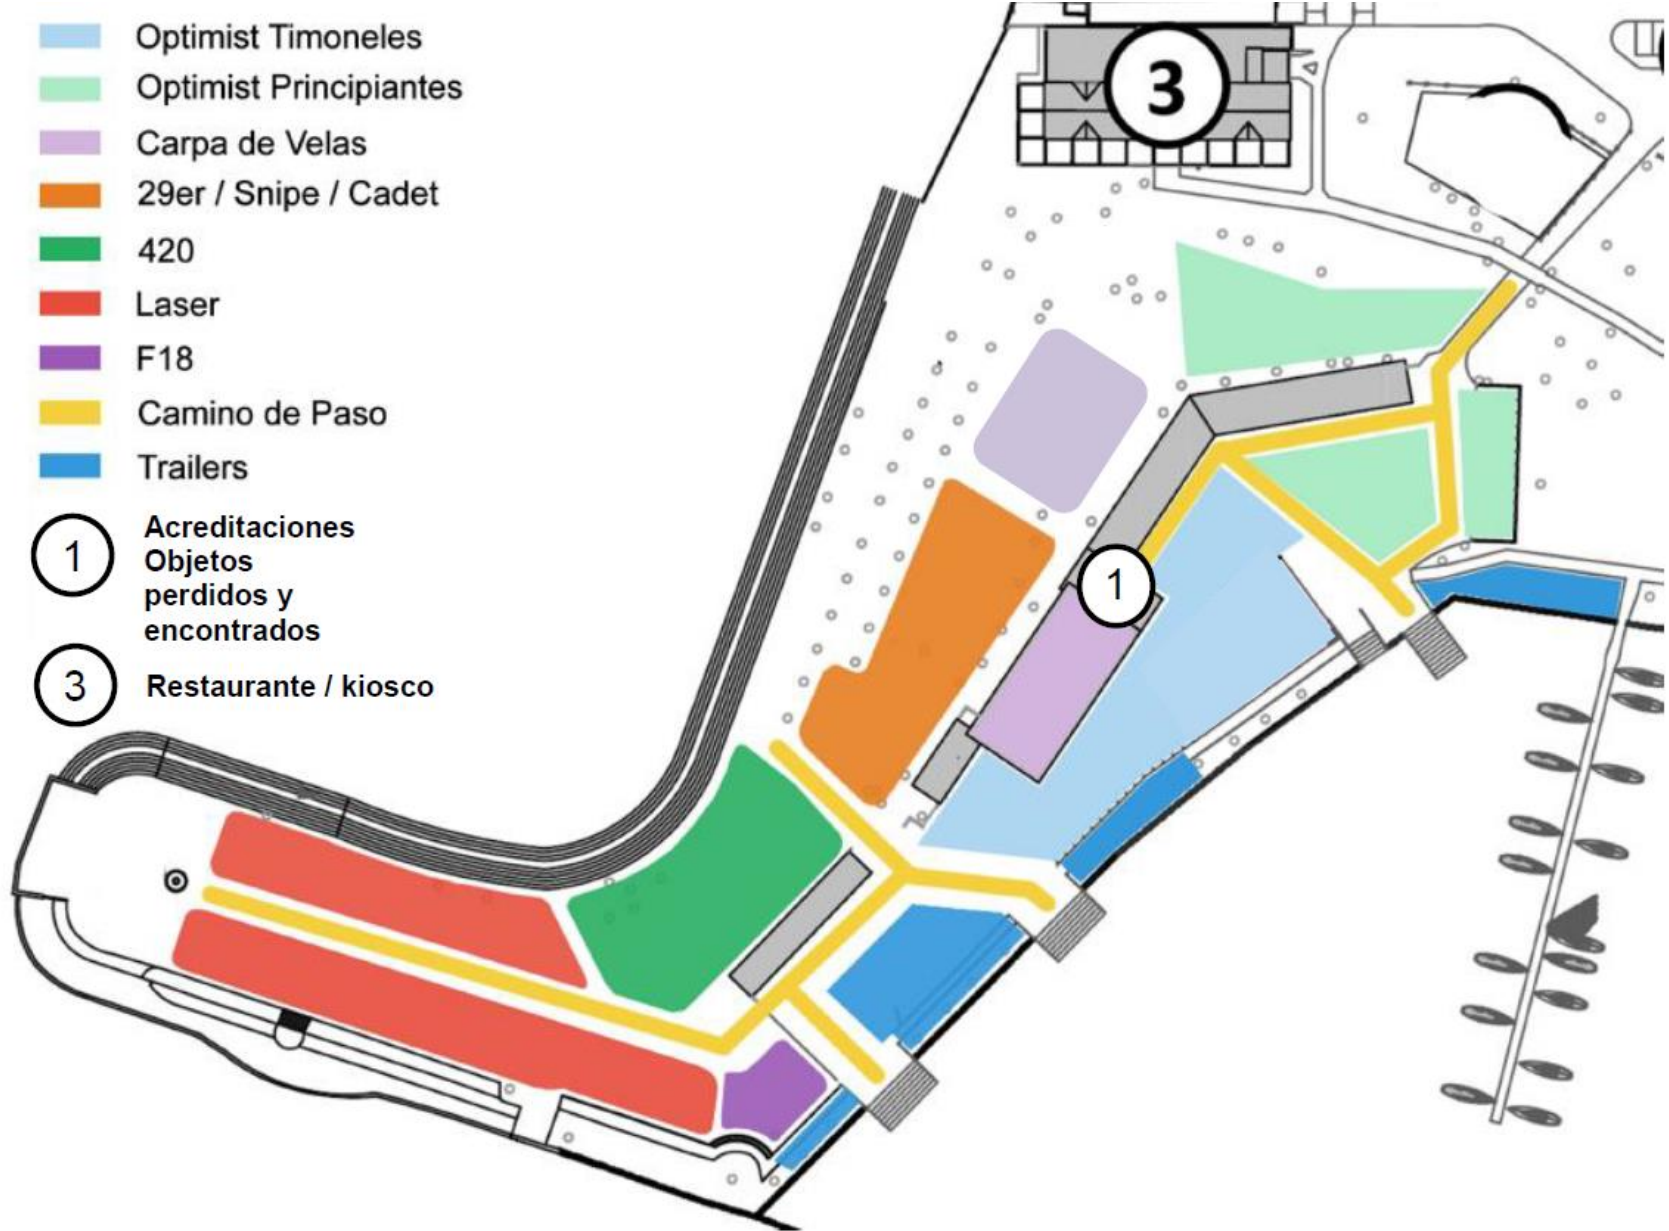 Optimist Timoneles
Optimist Principiantes
Carpa de Velas
29er / Snipe / Cadet
420
Laser
F18
Camino de Paso
Trailers
1
Acreditaciones
Objetos
perdidos y
encontrados
3
Restaurante / kiosco
3
1